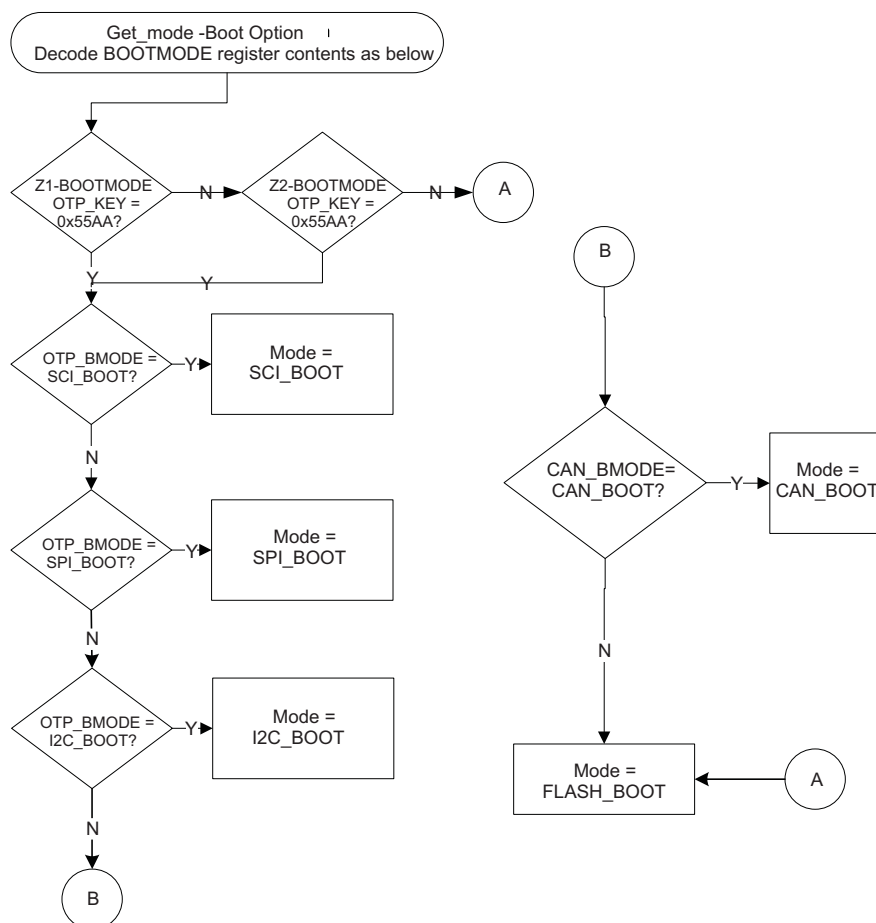 Get_mode -Boot Option
Decode BOOTMODE register contents as below
Z1-BOOTMODE
OTP_KEY =
0x55AA?
N
Z2-BOOTMODE
OTP_KEY =
0x55AA?
N
A
Y
Y
OTP_BMODE =
SCI_BOOT?
Y
Mode =
SCI_BOOT
N
OTP_BMODE =
SPI_BOOT?
Y
Mode =
SPI_BOOT
N
OTP_BMODE =
I2C_BOOT?
Y
Mode =
I2C_BOOT
N
B
B
CAN_BMODE=
CAN_BOOT?
Y
Mode =
CAN_BOOT
N
Mode =
FLASH_BOOT
A